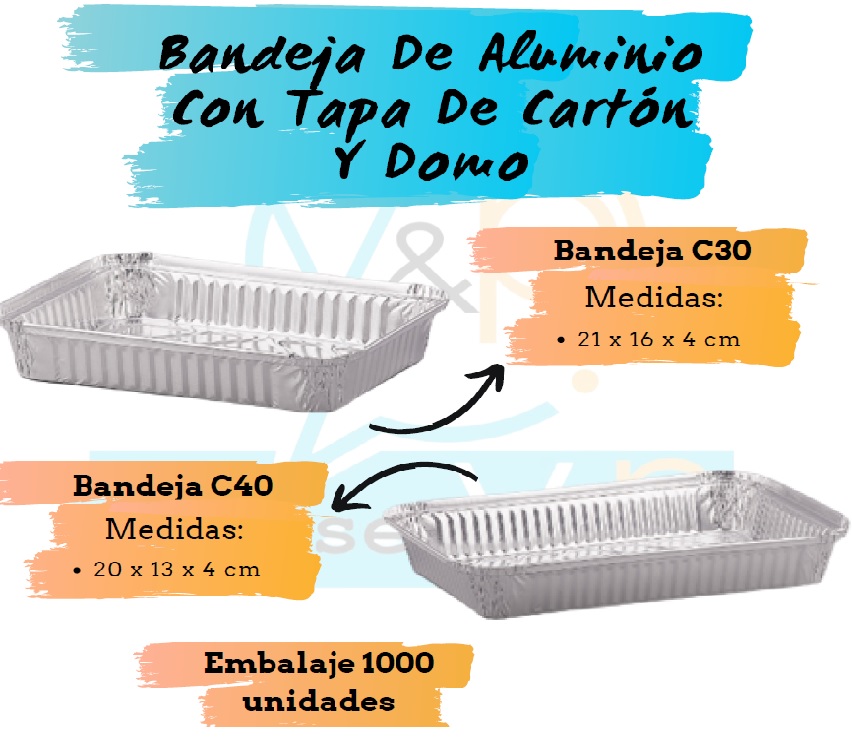 Bandeja De Aluminio
Con Tapa De Cartón
Y Domo
Bandeja C30
Medidas:
• 21 x 16 x 4 cm
Bandeja C40
Medidas:
• 20 x 13 x 4 cm
Embalaje 1000
unidades